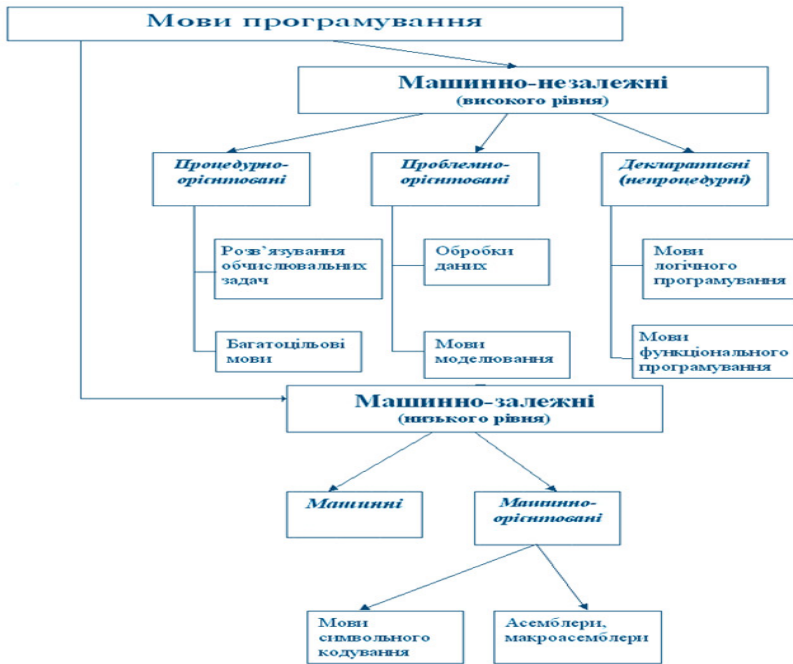 Мови програмування
Машинно-незалежні
(високого рівня)
Процедурно-
орієнтовані
Проблемно-
орієнтовані
Декларативні
(непроцедурні)
Розв’язування
обчислювальних
задач
Обробки
даних
Мови
логічного
програмування
Багатоцільові
мови
Мови
моделювання
Мови
функціонального
програмування
Машинно-залежні
(низького рівня)
Машинні
Машинно-
орієнтовані
Мови
символьного
кодування
Асемблери,
макроасемблери